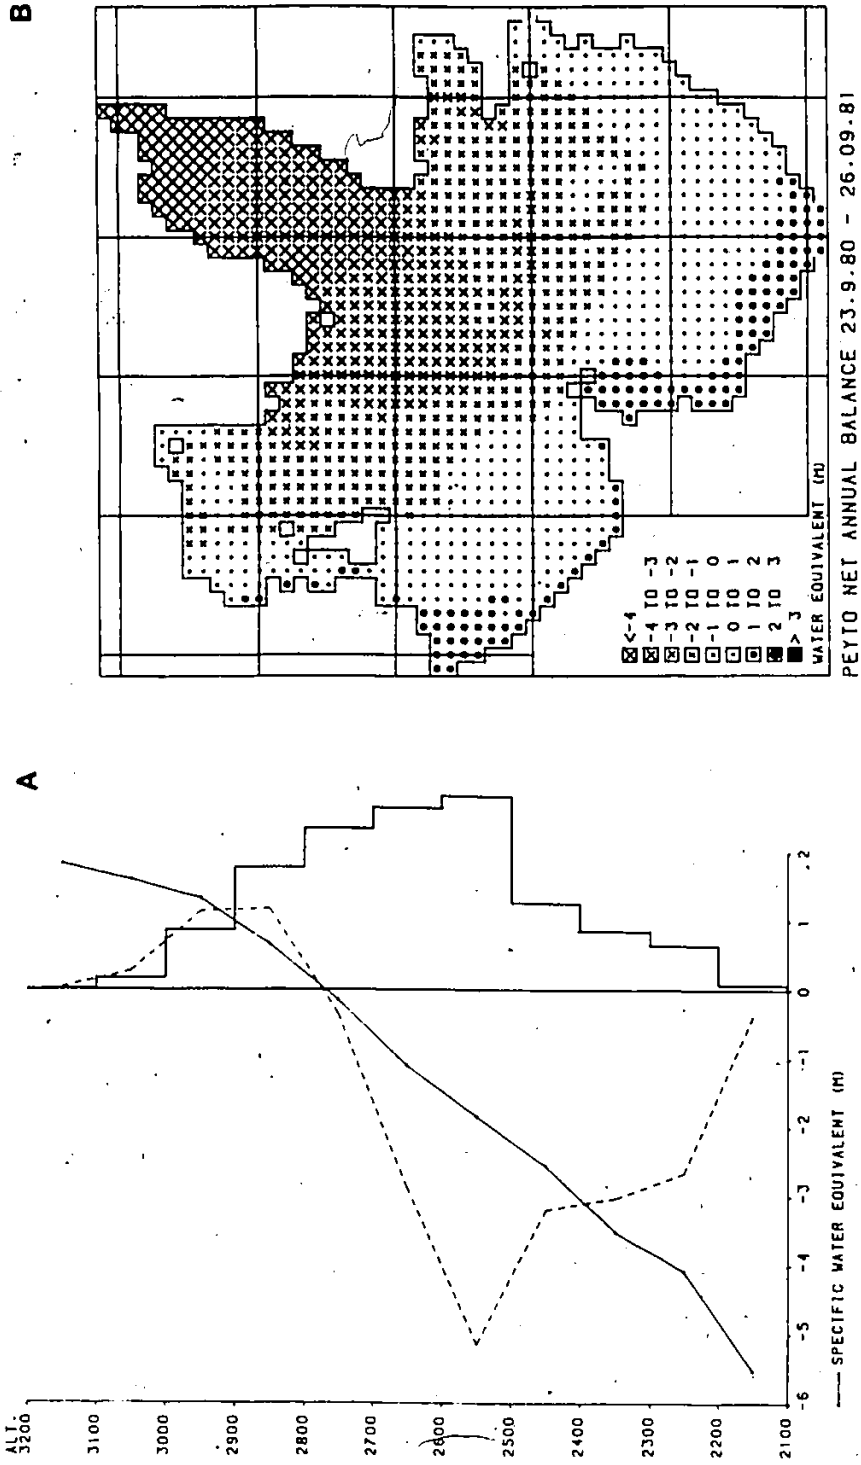 A
ALT.
3200
3100
3000
2900
2800
2700
2600
2500
2400
2300
2200
2100
-6
-5
-4
-3
-2
-1
0
1
2
SPECIFIC WATER EQUIVALENT (M)
B
<-4
-4 TO -3
-3 TO -2
-2 TO -1
-1 TO 0
0 TO 1
1 TO 2
2 TO 3
> 3
WATER EQUIVALENT (M)
PEYTO NET ANNUAL BALANCE 23.9.80 - 26.09.81